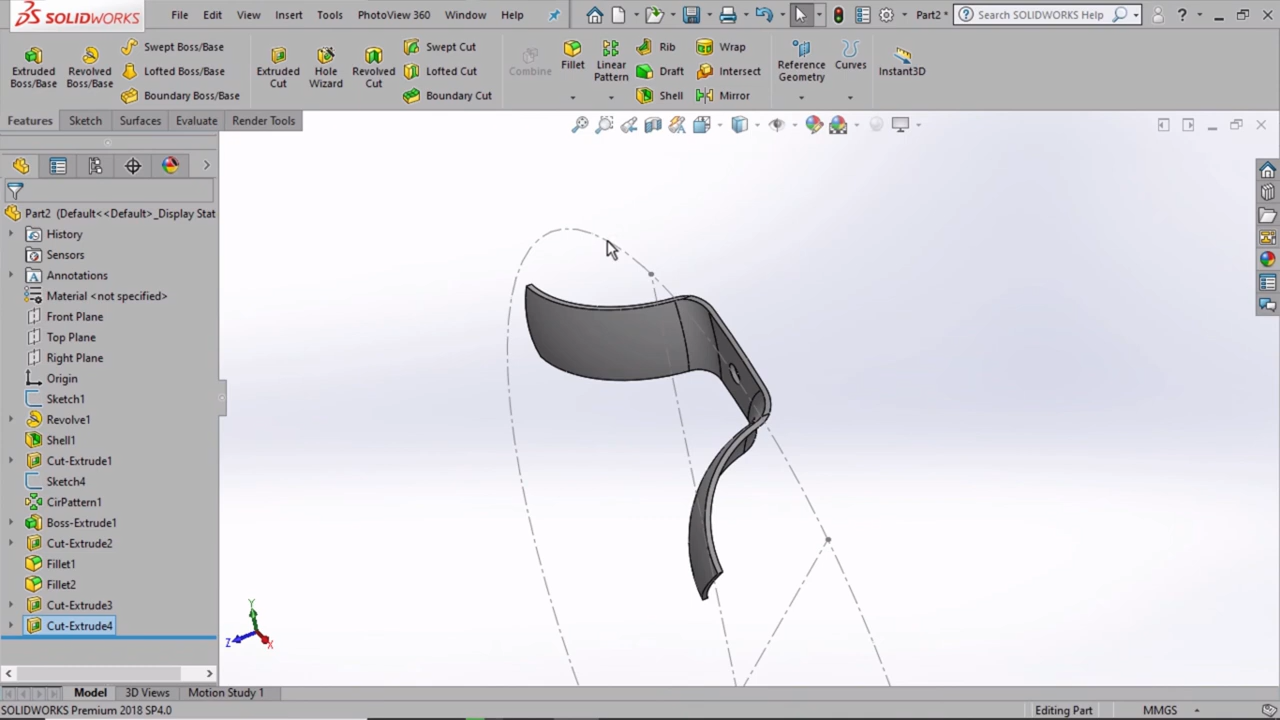 SOLIDWORKS File Edit View Insert Tools PhotoView 360 Window Help Part2 * Search SOLIDWORKS Help ?
Extruded Boss/Base
Revolved Boss/Base
Swept Boss/Base
Lofted Boss/Base
Boundary Boss/Base
Extruded Cut
Hole Wizard
Revolved Cut
Swept Cut
Lofted Cut
Boundary Cut
Combine
Fillet
Linear Pattern
Rib
Draft
Shell
Wrap
Intersect
Mirror
Reference Geometry
Curves
Instant3D
Features Sketch Surfaces Evaluate Render Tools
Part2 (Default<<Default>_Display Stat
History
Sensors
Annotations
Material <not specified>
Front Plane
Top Plane
Right Plane
Origin
Sketch1
Revolve1
Shell1
Cut-Extrude1
Sketch4
CirPattern1
Boss-Extrude1
Cut-Extrude2
Fillet1
Fillet2
Cut-Extrude3
Cut-Extrude4
Y
Z
X
Model 3D Views Motion Study 1
SOLIDWORKS Premium 2018 SP4.0 Editing Part MMGS